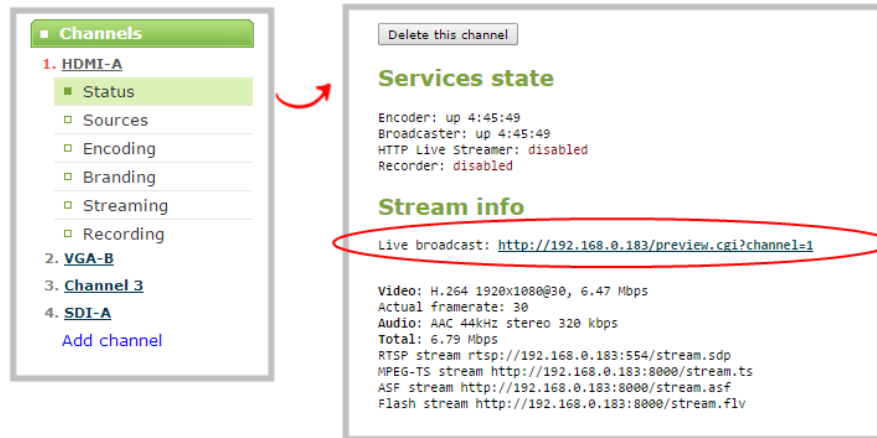 Channels
1. HDMI-A
Status
Sources
Encoding
Branding
Streaming
Recording
2. VGA-B
3. Channel 3
4. SDI-A
Add channel
Delete this channel
Services state
Encoder: up 4:45:49
Broadcaster: up 4:45:49
HTTP Live Streamer: disabled
Recorder: disabled
Stream info
Live broadcast: http://192.168.0.183/preview.cgi?channel=1
Video: H.264 1920x1080@30, 6.47 Mbps
Actual framerate: 30
Audio: AAC 44kHz stereo 320 kbps
Total: 6.79 Mbps
RTSP stream rtsp://192.168.0.183:554/stream.sdp
MPEG-TS stream http://192.168.0.183:8000/stream.ts
ASF stream http://192.168.0.183:8000/stream.asf
Flash stream http://192.168.0.183:8000/stream.flv